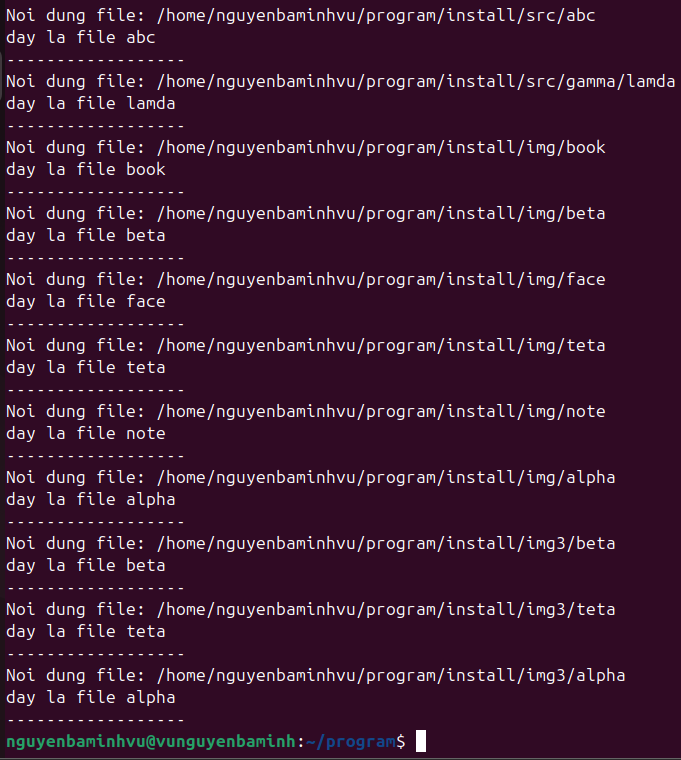 Noi dung file: /home/nguyenbaminhvu/program/install/src/abc
day la file abc
------------------
Noi dung file: /home/nguyenbaminhvu/program/install/src/gamma/lamda
day la file lamda
------------------
Noi dung file: /home/nguyenbaminhvu/program/install/img/book
day la file book
------------------
Noi dung file: /home/nguyenbaminhvu/program/install/img/beta
day la file beta
------------------
Noi dung file: /home/nguyenbaminhvu/program/install/img/face
day la file face
------------------
Noi dung file: /home/nguyenbaminhvu/program/install/img/teta
day la file teta
------------------
Noi dung file: /home/nguyenbaminhvu/program/install/img/note
day la file note
------------------
Noi dung file: /home/nguyenbaminhvu/program/install/img/alpha
day la file alpha
------------------
Noi dung file: /home/nguyenbaminhvu/program/install/img3/beta
day la file beta
------------------
Noi dung file: /home/nguyenbaminhvu/program/install/img3/teta
day la file teta
------------------
Noi dung file: /home/nguyenbaminhvu/program/install/img3/alpha
day la file alpha
------------------
nguyenbaminhvu@vunguyenbaminh:~/program$